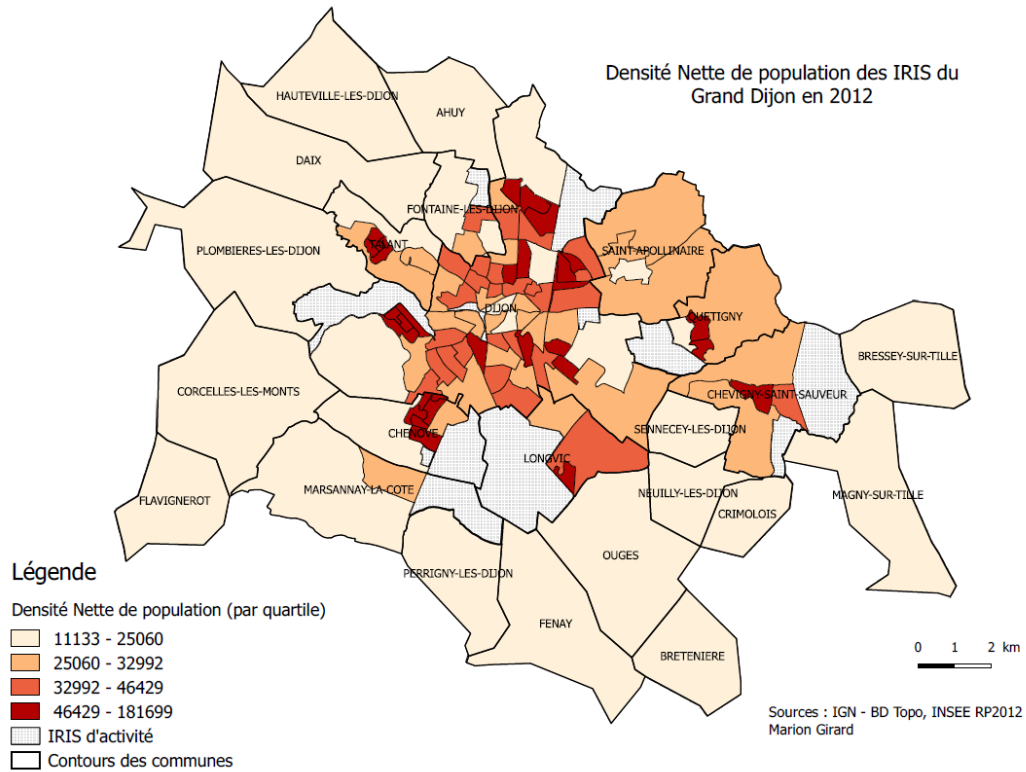 Densité Nette de population des IRIS du
Grand Dijon en 2012
HAUTEVILLE-LES-DIJON
AHUY
DAIX
FONTAINE-LES-DIJON
TALANT
SAINT-APOLLINAIRE
PLOMBIERES-LES-DIJON
DIJON
QUETIGNY
BRESSEY-SUR-TILLE
CORCELLES-LES-MONTS
CHEVIGNY-SAINT-SAUVEUR
CHENOVE
SENNECEY-LES-DIJON
LONGVIC
MARSANNAY-LA-COTE
NEUILLY-LES-DIJON
MAGNY-SUR-TILLE
FLAVIGNEROT
CRIMOLOIS
OUGES
PERRIGNY-LES-DIJON
FENAY
BRETENIERE
Légende
Densité Nette de population (par quartile)
11133 - 25060
25060 - 32992
32992 - 46429
46429 - 181699
IRIS d'activité
Contours des communes
0 1 2 km
Sources : IGN - BD Topo, INSEE RP2012
Marion Girard